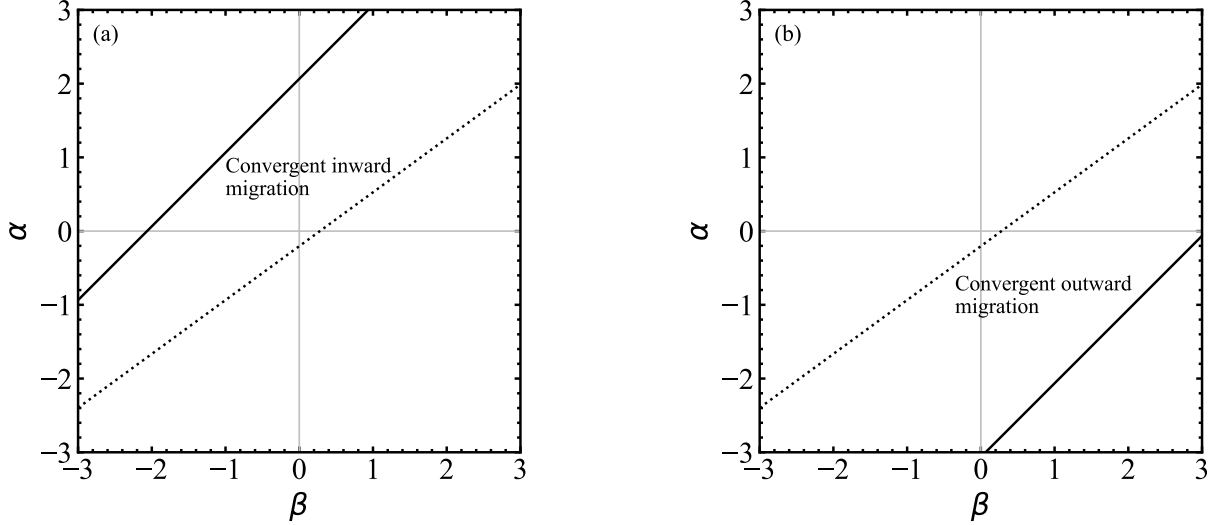 (a)
3
2
1
0
−1
−2
−3
α
Convergent inward
migration
−3 −2 −1 0 1 2 3
β
(b)
3
2
1
0
−1
−2
−3
α
Convergent outward
migration
−3 −2 −1 0 1 2 3
β